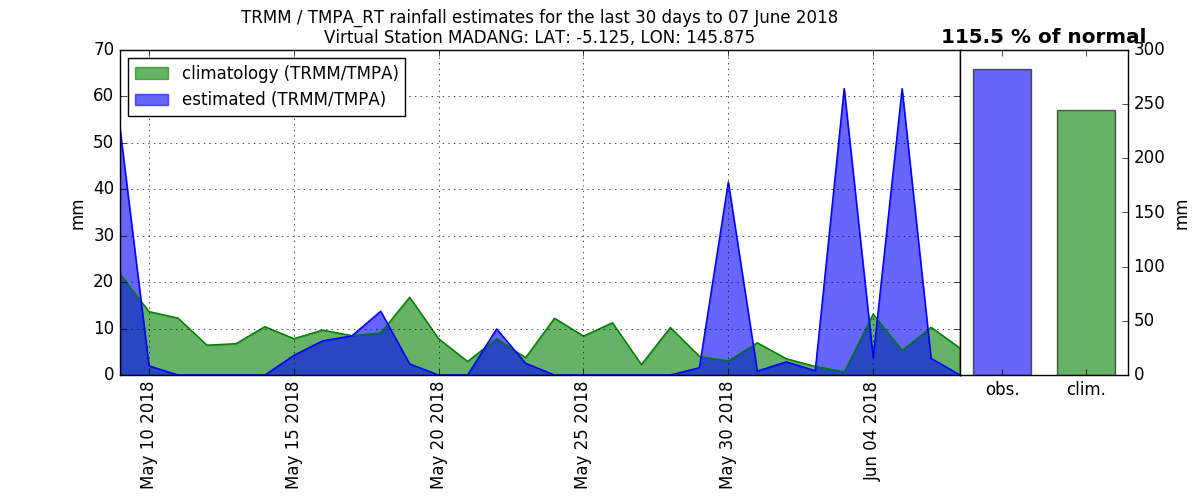 TRMM / TMPA_RT rainfall estimates for the last 30 days to 07 June 2018
Virtual Station MADANG: LAT: -5.125, LON: 145.875
115.5 % of normal
climatology (TRMM/TMPA)
estimated (TRMM/TMPA)
70
60
50
40
30
20
10
0
mm
May 10 2018
May 15 2018
May 20 2018
May 25 2018
May 30 2018
Jun 04 2018
obs.
clim.
300
250
200
150
100
50
0
mm